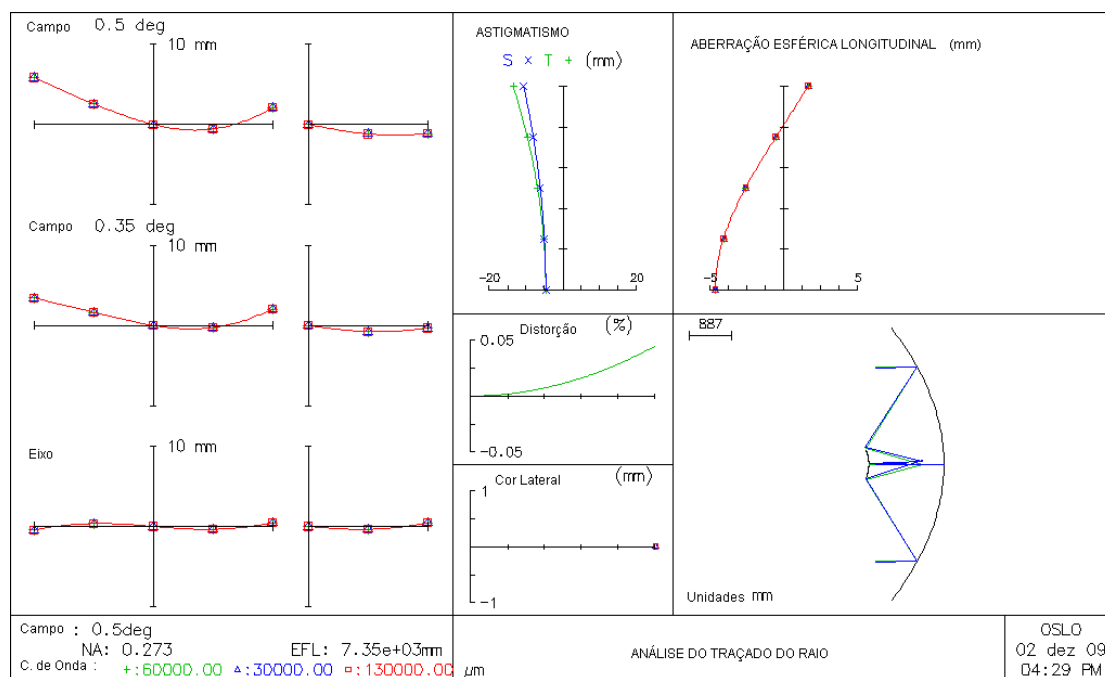 Campo 0.5 deg
10 mm
Campo 0.35 deg
10 mm
Eixo
10 mm
ASTIGMATISMO
S × T + (mm)
-20 20
Distorção (%)
0.05
-0.05
Cor Lateral (mm)
1
-1
ABERRAÇÃO ESFÉRICA LONGITUDINAL (mm)
-5 5
887
Unidades mm
Campo : 0.5deg
NA: 0.273 EFL: 7.35e+03mm
C. de Onda : +:60000.00 ▵:30000.00 □:130000.00 µm
ANÁLISE DO TRAÇADO DO RAIO
OSLO
02 dez 09
04:29 PM